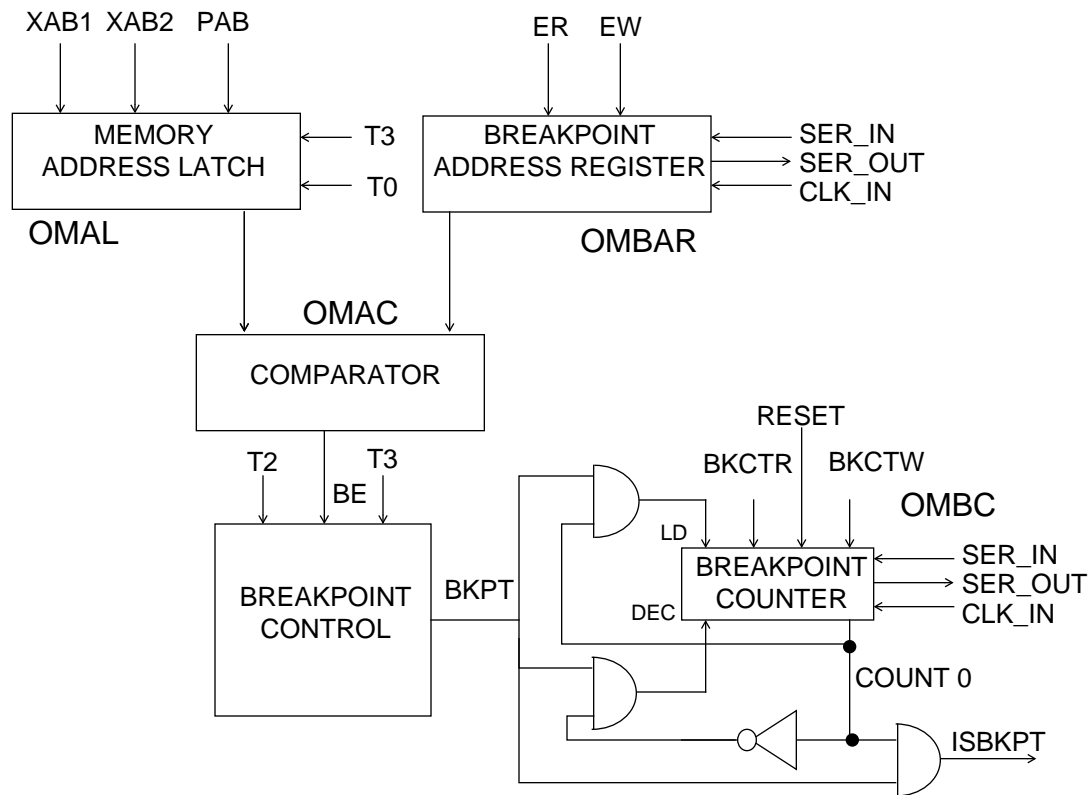 XAB1 XAB2 PAB
ER EW
MEMORY
ADDRESS LATCH
T3
T0
OMAL
BREAKPOINT
ADDRESS REGISTER
SER_IN
SER_OUT
CLK_IN
OMBAR
OMAC
COMPARATOR
T2
BE
T3
BREAKPOINT
CONTROL
BKPT
RESET
BKCTR
BKCTW
OMBC
LD
DEC
BREAKPOINT
COUNTER
SER_IN
SER_OUT
CLK_IN
COUNT 0
ISBKPT